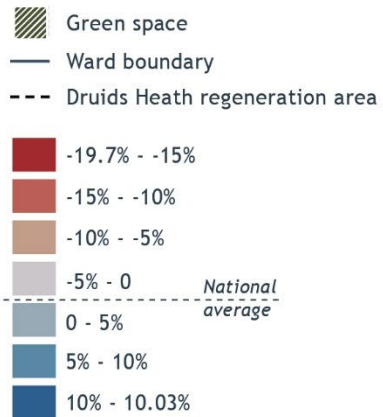 Green space
Ward boundary
Druids Heath regeneration area
-19.7% - -15%
-15% - -10%
-10% - -5%
-5% - 0
National
average
0 - 5%
5% - 10%
10% - 10.03%